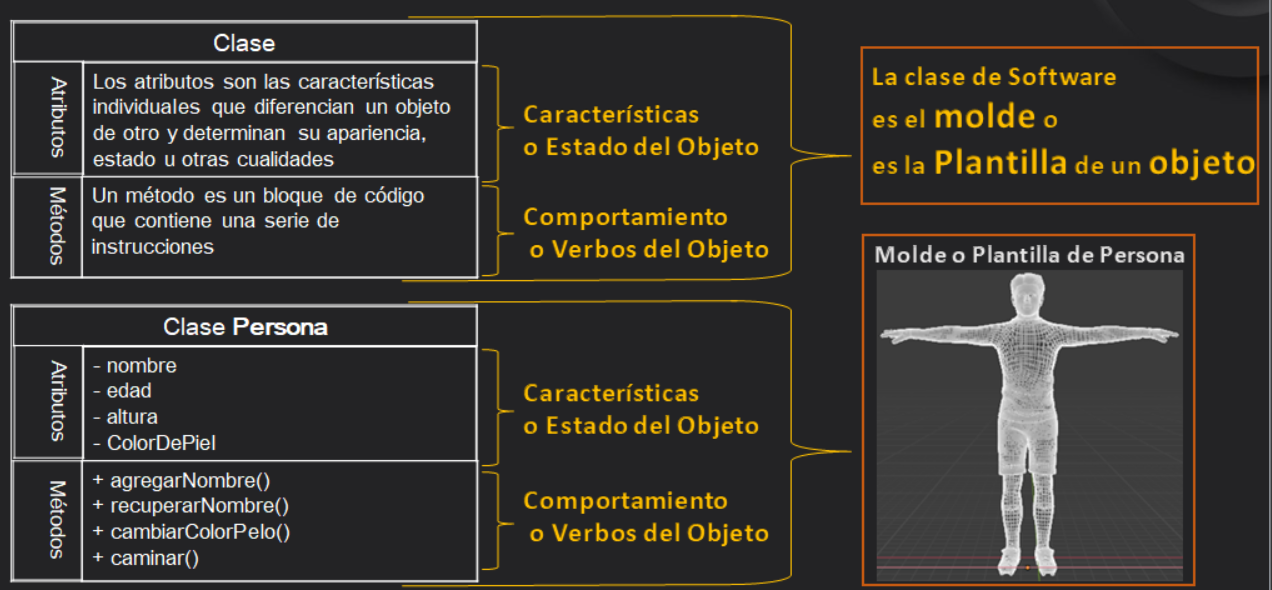 Clase
Atributos
Los atributos son las características
individuales que diferencian un objeto
de otro y determinan su apariencia,
estado u otras cualidades
Métodos
Un método es un bloque de código
que contiene una serie de
instrucciones
Características
o Estado del Objeto
Comportamiento
o Verbos del Objeto
La clase de Software
es el molde o
es la Plantilla de un objeto
Clase Persona
Atributos
- nombre
- edad
- altura
- ColorDePiel
Métodos
+ agregarNombre()
+ recuperarNombre()
+ cambiarColorPelo()
+ caminar()
Características
o Estado del Objeto
Comportamiento
o Verbos del Objeto
Molde o Plantilla de Persona